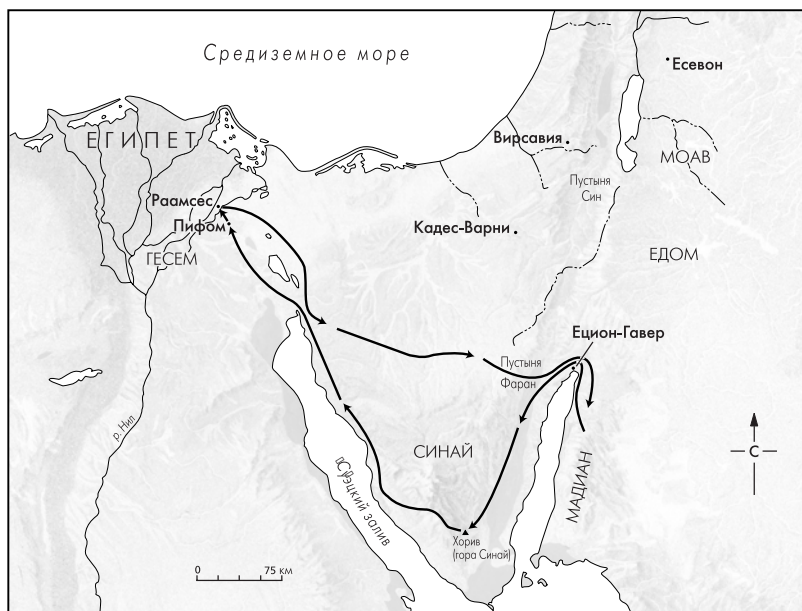 Средиземное море
Есевон
ЕГИПЕТ
Вирсавия
МОАВ
Пустыня
Син
Раамсес
Пифом
Кадес-Варни
ГЕСЕМ
ЕДОМ
Ецион-Гавер
Пустыня
Фаран
р. Нил
СИНАЙ
С
МАДИАН
залив
Хорив
(гора Синай)
0 75 км